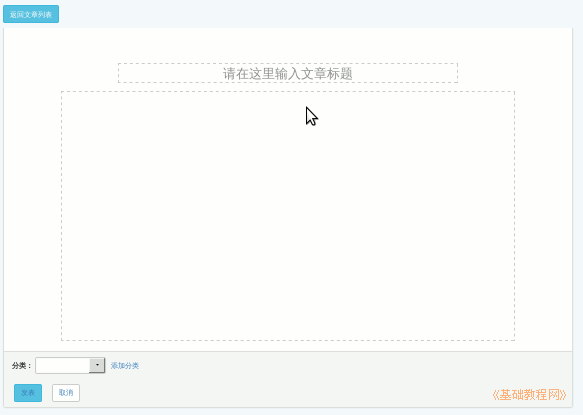 返回文章列表
请在这里输入文章标题
分类：
添加分类
发表
取消
《基础教程网》